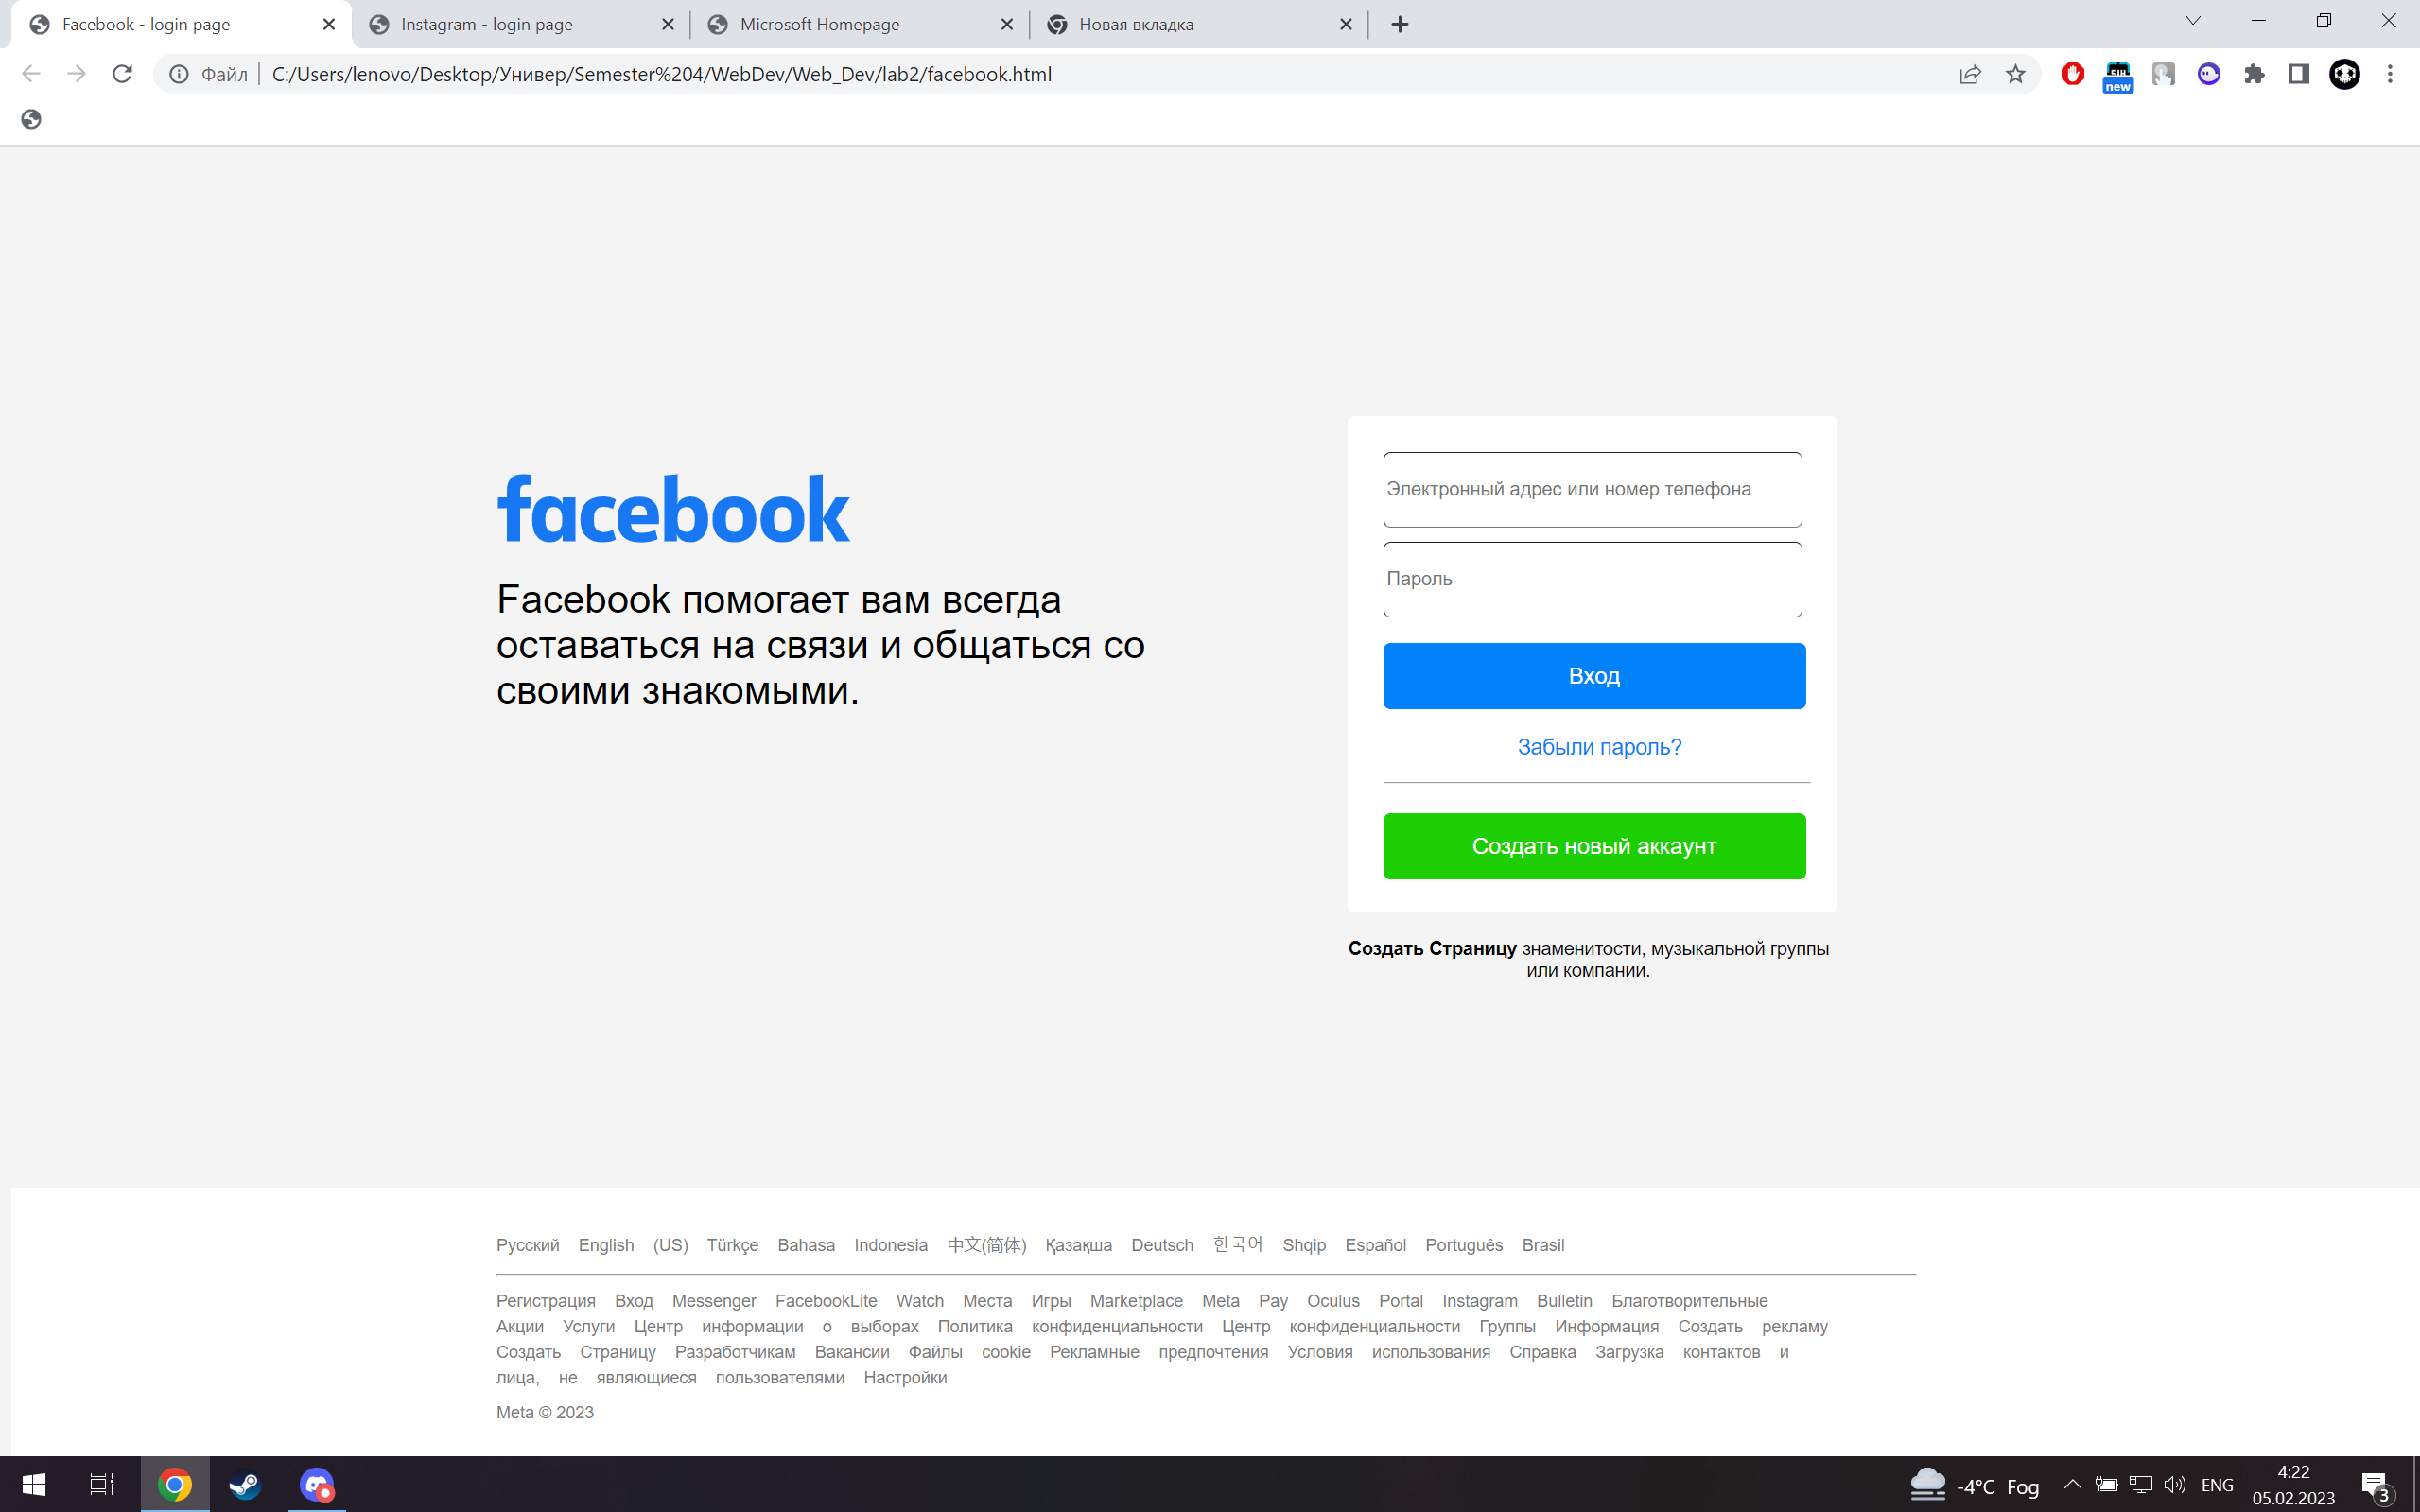 Facebook - login page
Instagram - login page
Microsoft Homepage
Новая вкладка
Файл
C:/Users/lenovo/Desktop/Универ/Semester%204/WebDev/Web_Dev/lab2/facebook.html
new
facebook
Facebook помогает вам всегда
оставаться на связи и общаться со
своими знакомыми.
Электронный адрес или номер телефона
Пароль
Вход
Забыли пароль?
Создать новый аккаунт
Создать Страницу знаменитости, музыкальной группы
или компании.
Русский English (US) Türkçe Bahasa Indonesia 中文(简体) Қазақша Deutsch 한국어 Shqip Español Português Brasil
Регистрация Вход Messenger FacebookLite Watch Места Игры Marketplace Meta Pay Oculus Portal Instagram Bulletin Благотворительные
Акции Услуги Центр информации о выборах Политика конфиденциальности Центр конфиденциальности Группы Информация Создать рекламу
Создать Страницу Разработчикам Вакансии Файлы cookie Рекламные предпочтения Условия использования Справка Загрузка контактов и
лица, не являющиеся пользователями Настройки
Meta © 2023
-4°C Fog
ENG
4:22
05.02.2023
3